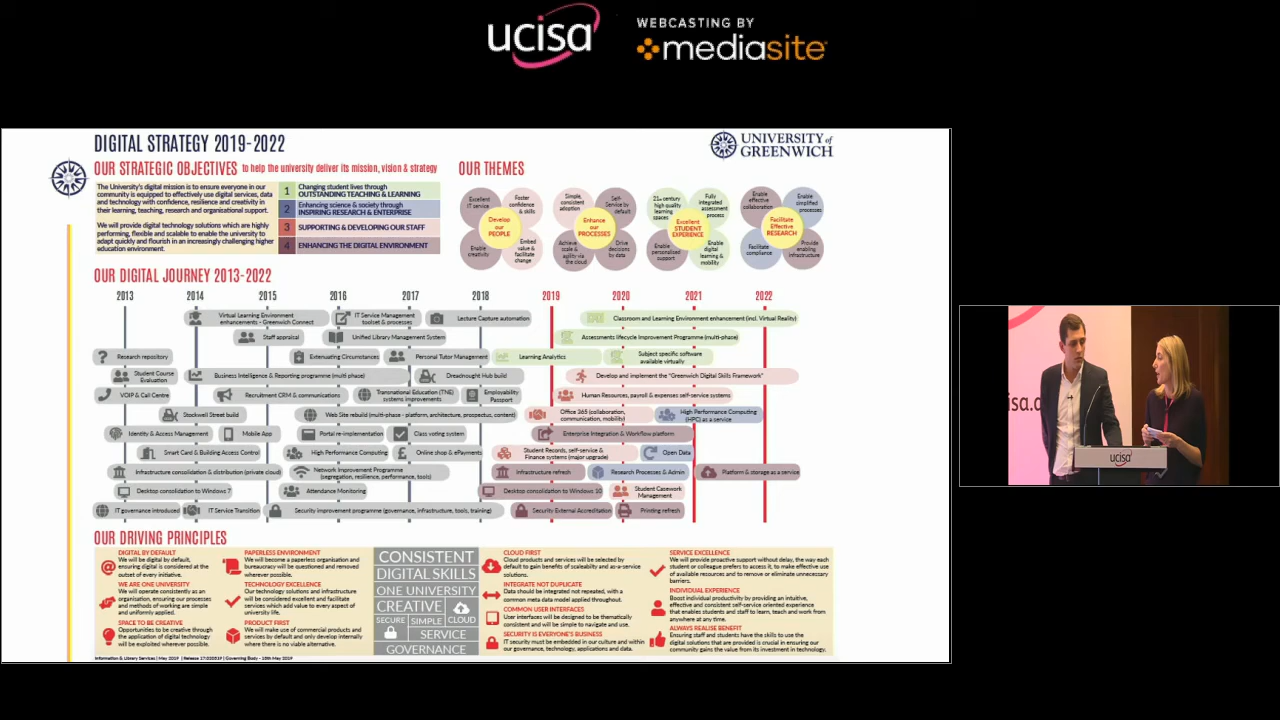 ucisa
WEBCASTING BY
mediasite
DIGITAL STRATEGY 2019-2022
UNIVERSITY of
GREENWICH
OUR STRATEGIC OBJECTIVES to help the university deliver its mission, vision & strategy
The University's digital mission is to ensure everyone in our
community is equipped to effectively use digital services, data
and technology with confidence, resilience and creativity in
their learning, teaching, research and organisational support.
We will provide digital technology solutions which are highly
performing, flexible and scalable to enable the university to
adapt quickly and flourish in an increasingly challenging higher
education environment.
1 Changing student lives through
OUTSTANDING TEACHING & LEARNING
2 Enhancing science & society through
INSPIRING RESEARCH & ENTERPRISE
3 SUPPORTING & DEVELOPING OUR STAFF
4 ENHANCING THE DIGITAL ENVIRONMENT
OUR THEMES
Excellent
IT service
Foster
confidence
& skills
Develop
our
PEOPLE
Enable
creativity
Embed
value &
facilitate
change
Simple,
consistent
adoption
Self-
Service by
default
Enhance
our
PROCESSES
Achieve
scale &
agility via
the cloud
Drive
decisions
by data
21st century
high quality
learning
spaces
Fully
integrated
assessment
process
Excellent
STUDENT
EXPERIENCE
Enable
personalised
support
Enable
digital
learning &
mobility
Enable
effective
collaboration
Enable
simplified
processes
Facilitate
Effective
RESEARCH
Facilitate
compliance
Provide
enabling
infrastructure
OUR DIGITAL JOURNEY 2013-2022
2013 2014 2015 2016 2017 2018 2019 2020 2021 2022
Virtual Learning Environment
enhancements - Greenwich Connect
IT Service Management
toolset & processes
Lecture Capture automation
Classroom and Learning Environment enhancement (incl. Virtual Reality)
Staff appraisal
Unified Library Management System
Assessments lifecycle Improvement Programme (multi-phase)
Research repository
Extenuating Circumstances
Personal Tutor Management
Learning Analytics
Subject specific software
available virtually
Student Course
Evaluation
Business Intelligence & Reporting programme (multi phase)
Dreadnought Hub build
Develop and implement the "Greenwich Digital Skills Framework"
VOIP & Call Centre
Recruitment CRM & communications
Transnational Education (TNE)
systems improvements
Employability
Passport
Human Resources, payroll & expenses self-service systems
Stockwell Street build
Web Site rebuild (multi-phase - platform, architecture, prospectus, content)
Office 365 (collaboration,
communication, mobility)
High Performance Computing
(HPC) as a service
Identity & Access Management
Mobile App
Portal re-implementation
Class voting system
Enterprise Integration & Workflow platform
Smart Card & Building Access Control
High Performance Computing
Online shop & ePayments
Student Records, self-service &
Finance systems (major upgrade)
Open Data
Infrastructure consolidation & distribution (private cloud)
Network Improvement Programme
(segregation, resilience, performance, tools)
Infrastructure refresh
Research Processes & Admin
Platform & storage as a service
Desktop consolidation to Windows 7
Attendance Monitoring
Desktop consolidation to Windows 10
Student Casework
Management
IT governance introduced
IT Service Transition
Security improvement programme (governance, infrastructure, tools, training)
Security External Accreditation
Printing refresh
OUR DRIVING PRINCIPLES
DIGITAL BY DEFAULT
We will be digital by default,
ensuring digital is considered at the
outset of every initiative.
WE ARE ONE UNIVERSITY
We will operate consistently
as an organisation, ensuring our processes
and methods of working are simple
and uniformly applied.
SPACE TO BE CREATIVE
Opportunities to be creative through
the application of digital technology
will be exploited wherever possible.
PAPERLESS ENVIRONMENT
We will become a paperless organisation and
bureaucracy will be questioned and removed
wherever possible.
TECHNOLOGY EXCELLENCE
Our technology solutions and infrastructure
will be considered excellent and facilitate
services which add value to every aspect of
university life.
PRODUCT FIRST
We will make use of commercial products and
services by default and only develop internally
where there is no viable alternative.
CONSISTENT
DIGITAL SKILLS
ONE UNIVERSITY
CREATIVE
SECURE SIMPLE CLOUD
SERVICE
GOVERNANCE
CLOUD FIRST
Cloud products and services will be selected by
default to gain benefits of scaleability and as-a-service
solutions.
INTEGRATE NOT DUPLICATE
Data should be integrated not repeated, with a
common meta data model applied throughout.
COMMON USER INTERFACES
User interfaces will be designed to be thematically
consistent and will be simple to navigate and use.
SECURITY IS EVERYONE'S BUSINESS
IT security must be embedded in our culture and within
our governance, technology, applications and data.
SERVICE EXCELLENCE
We will provide proactive support without delay, the way each
student or colleague prefers to access it, to make effective use
of available resources and to remove or eliminate unnecessary
barriers.
INDIVIDUAL EXPERIENCE
Boost individual productivity by providing an intuitive,
effective and consistent self-service oriented experience
that enables students and staff to learn, teach and work from
anywhere at any time.
ALWAYS REALISE BENEFIT
Ensuring staff and students have the skills to use the
digital solutions that are provided is crucial in ensuring our
community gains the value from its investment in technology.
Information & Library Services | May 2019 | Release 17/032019 | Governing Body - 15th May 2019
isa.a
ucisa